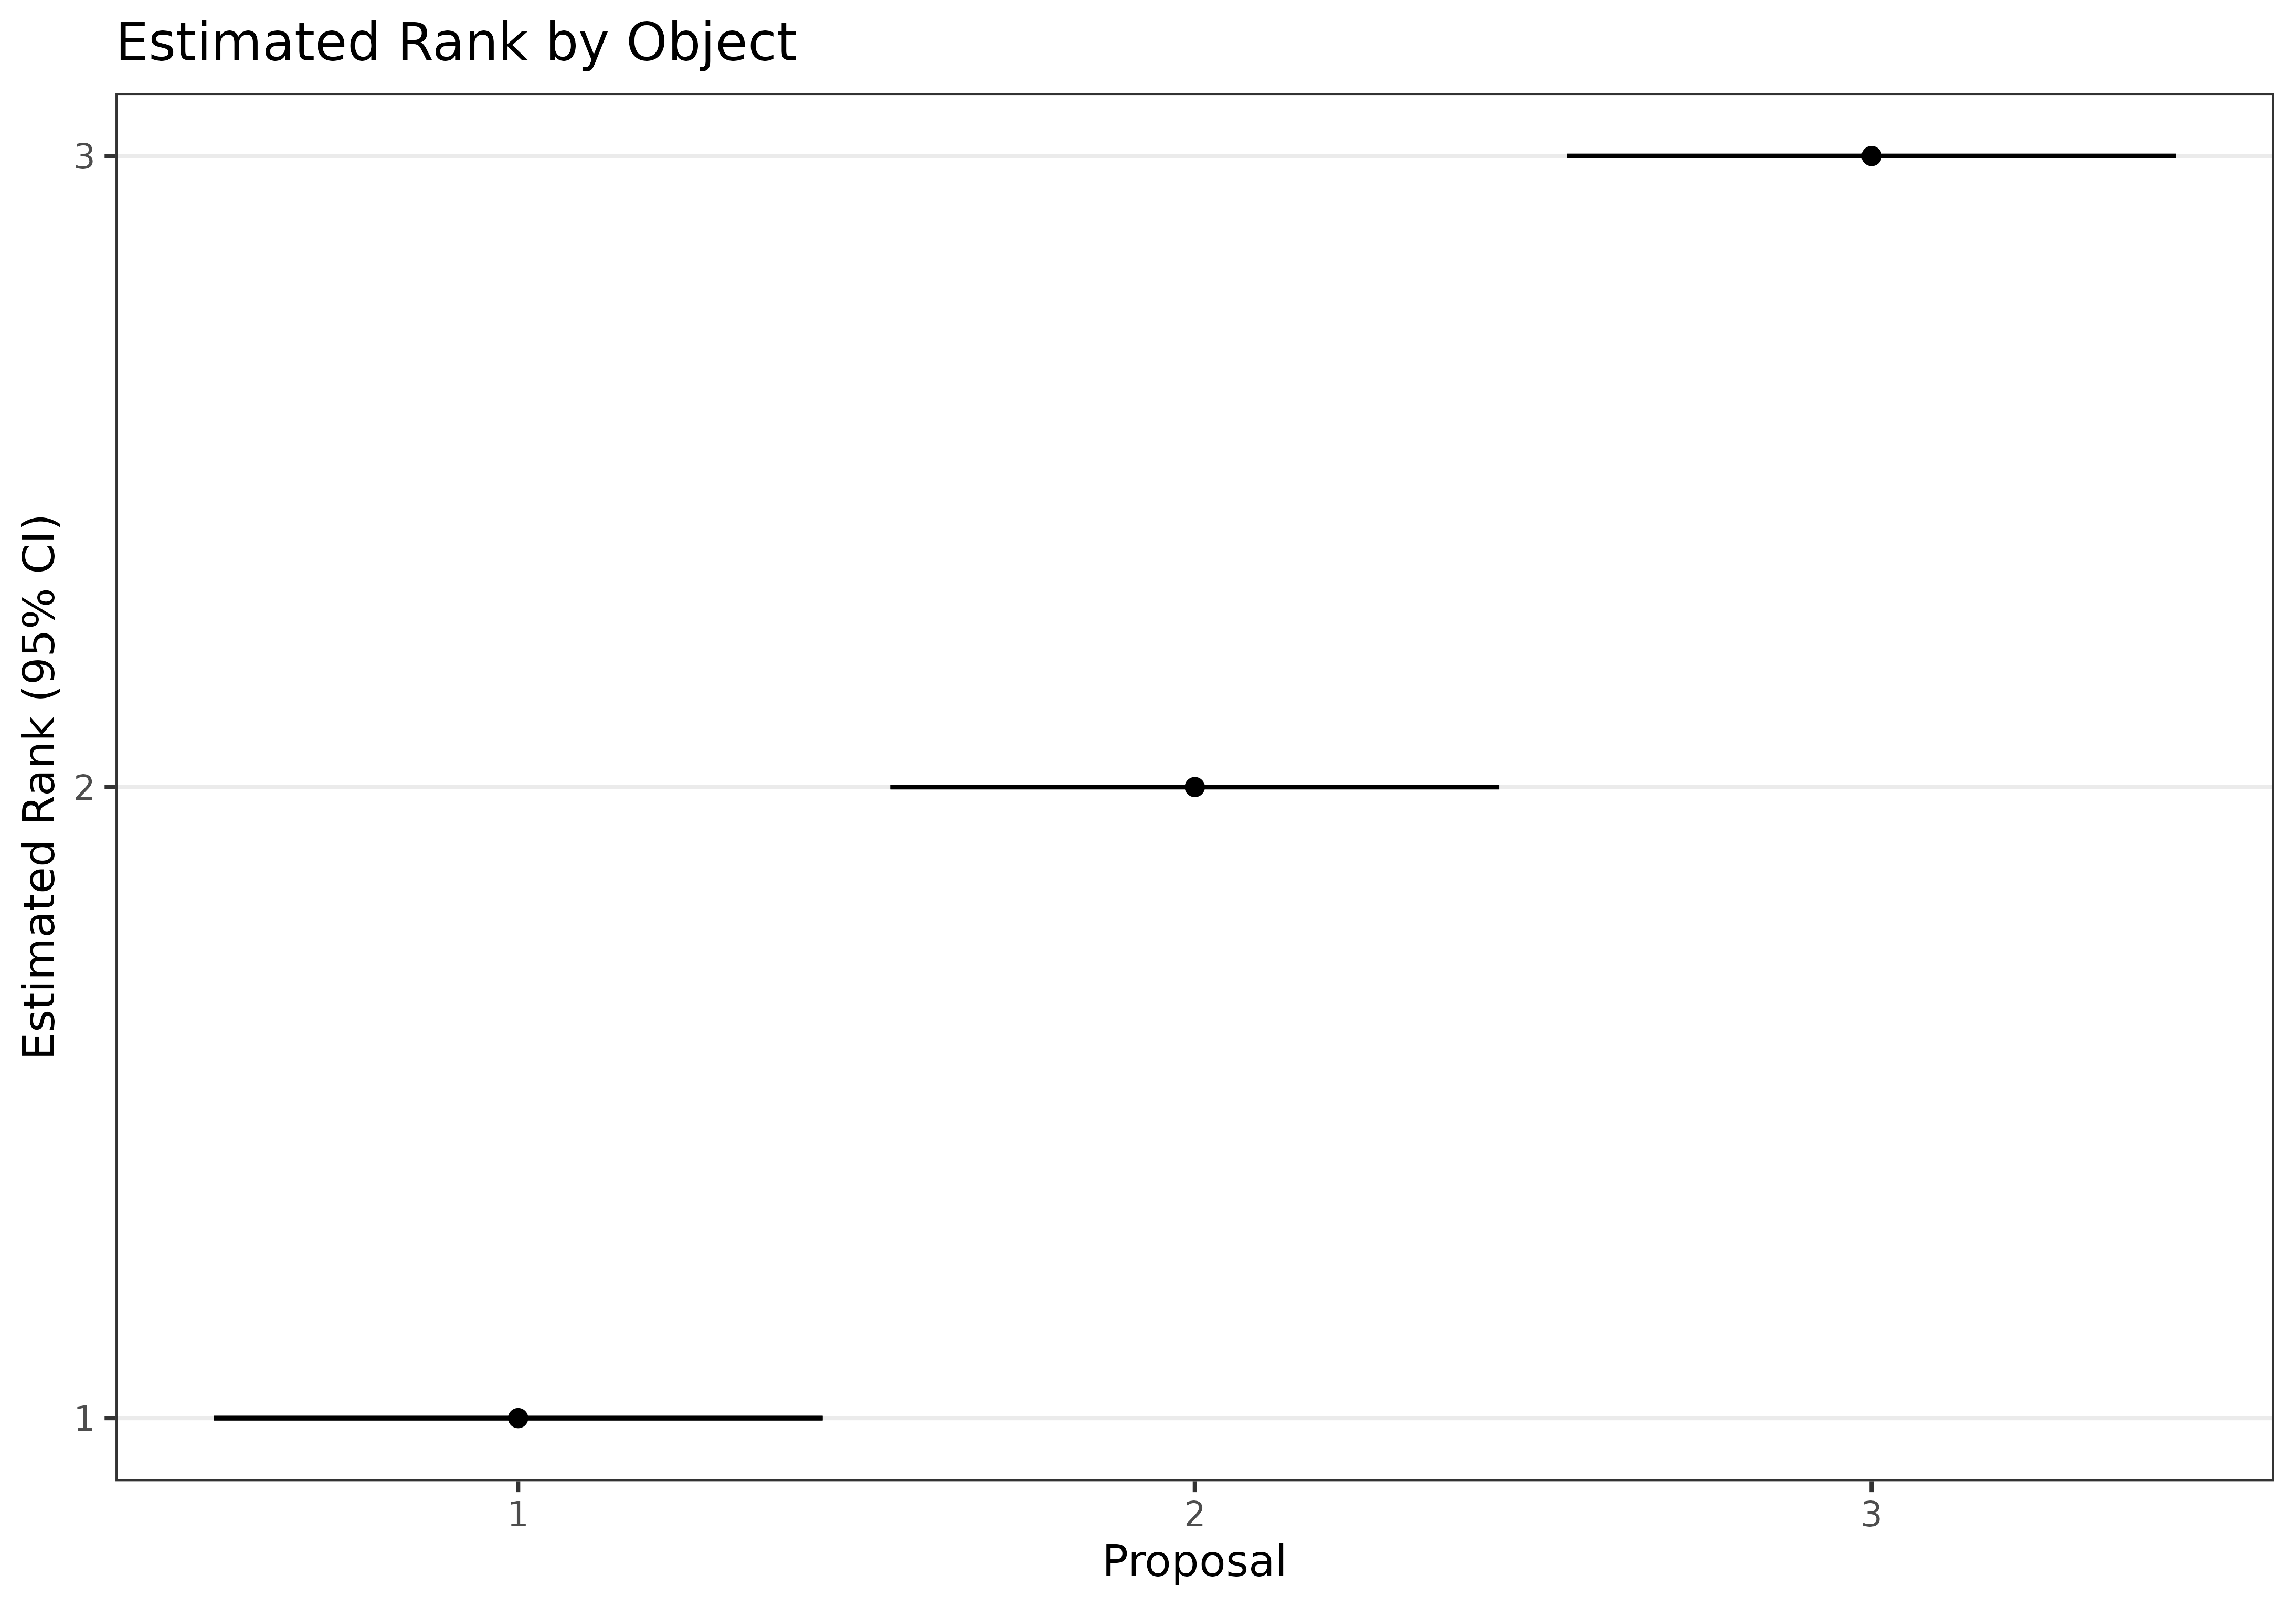 Estimated Rank by Object
Estimated Rank (95% CI)
3
2
1
1
2
3
Proposal